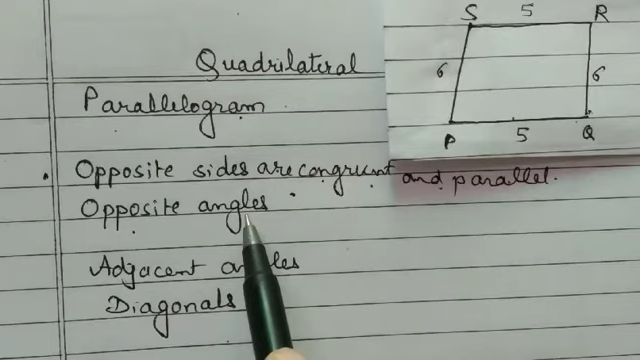 Quadrilateral
S 5 R
6 6
P 5 Q
Parallelogram
Opposite sides are congruent and parallel.
Opposite angles
Adjacent angles
Diagonals